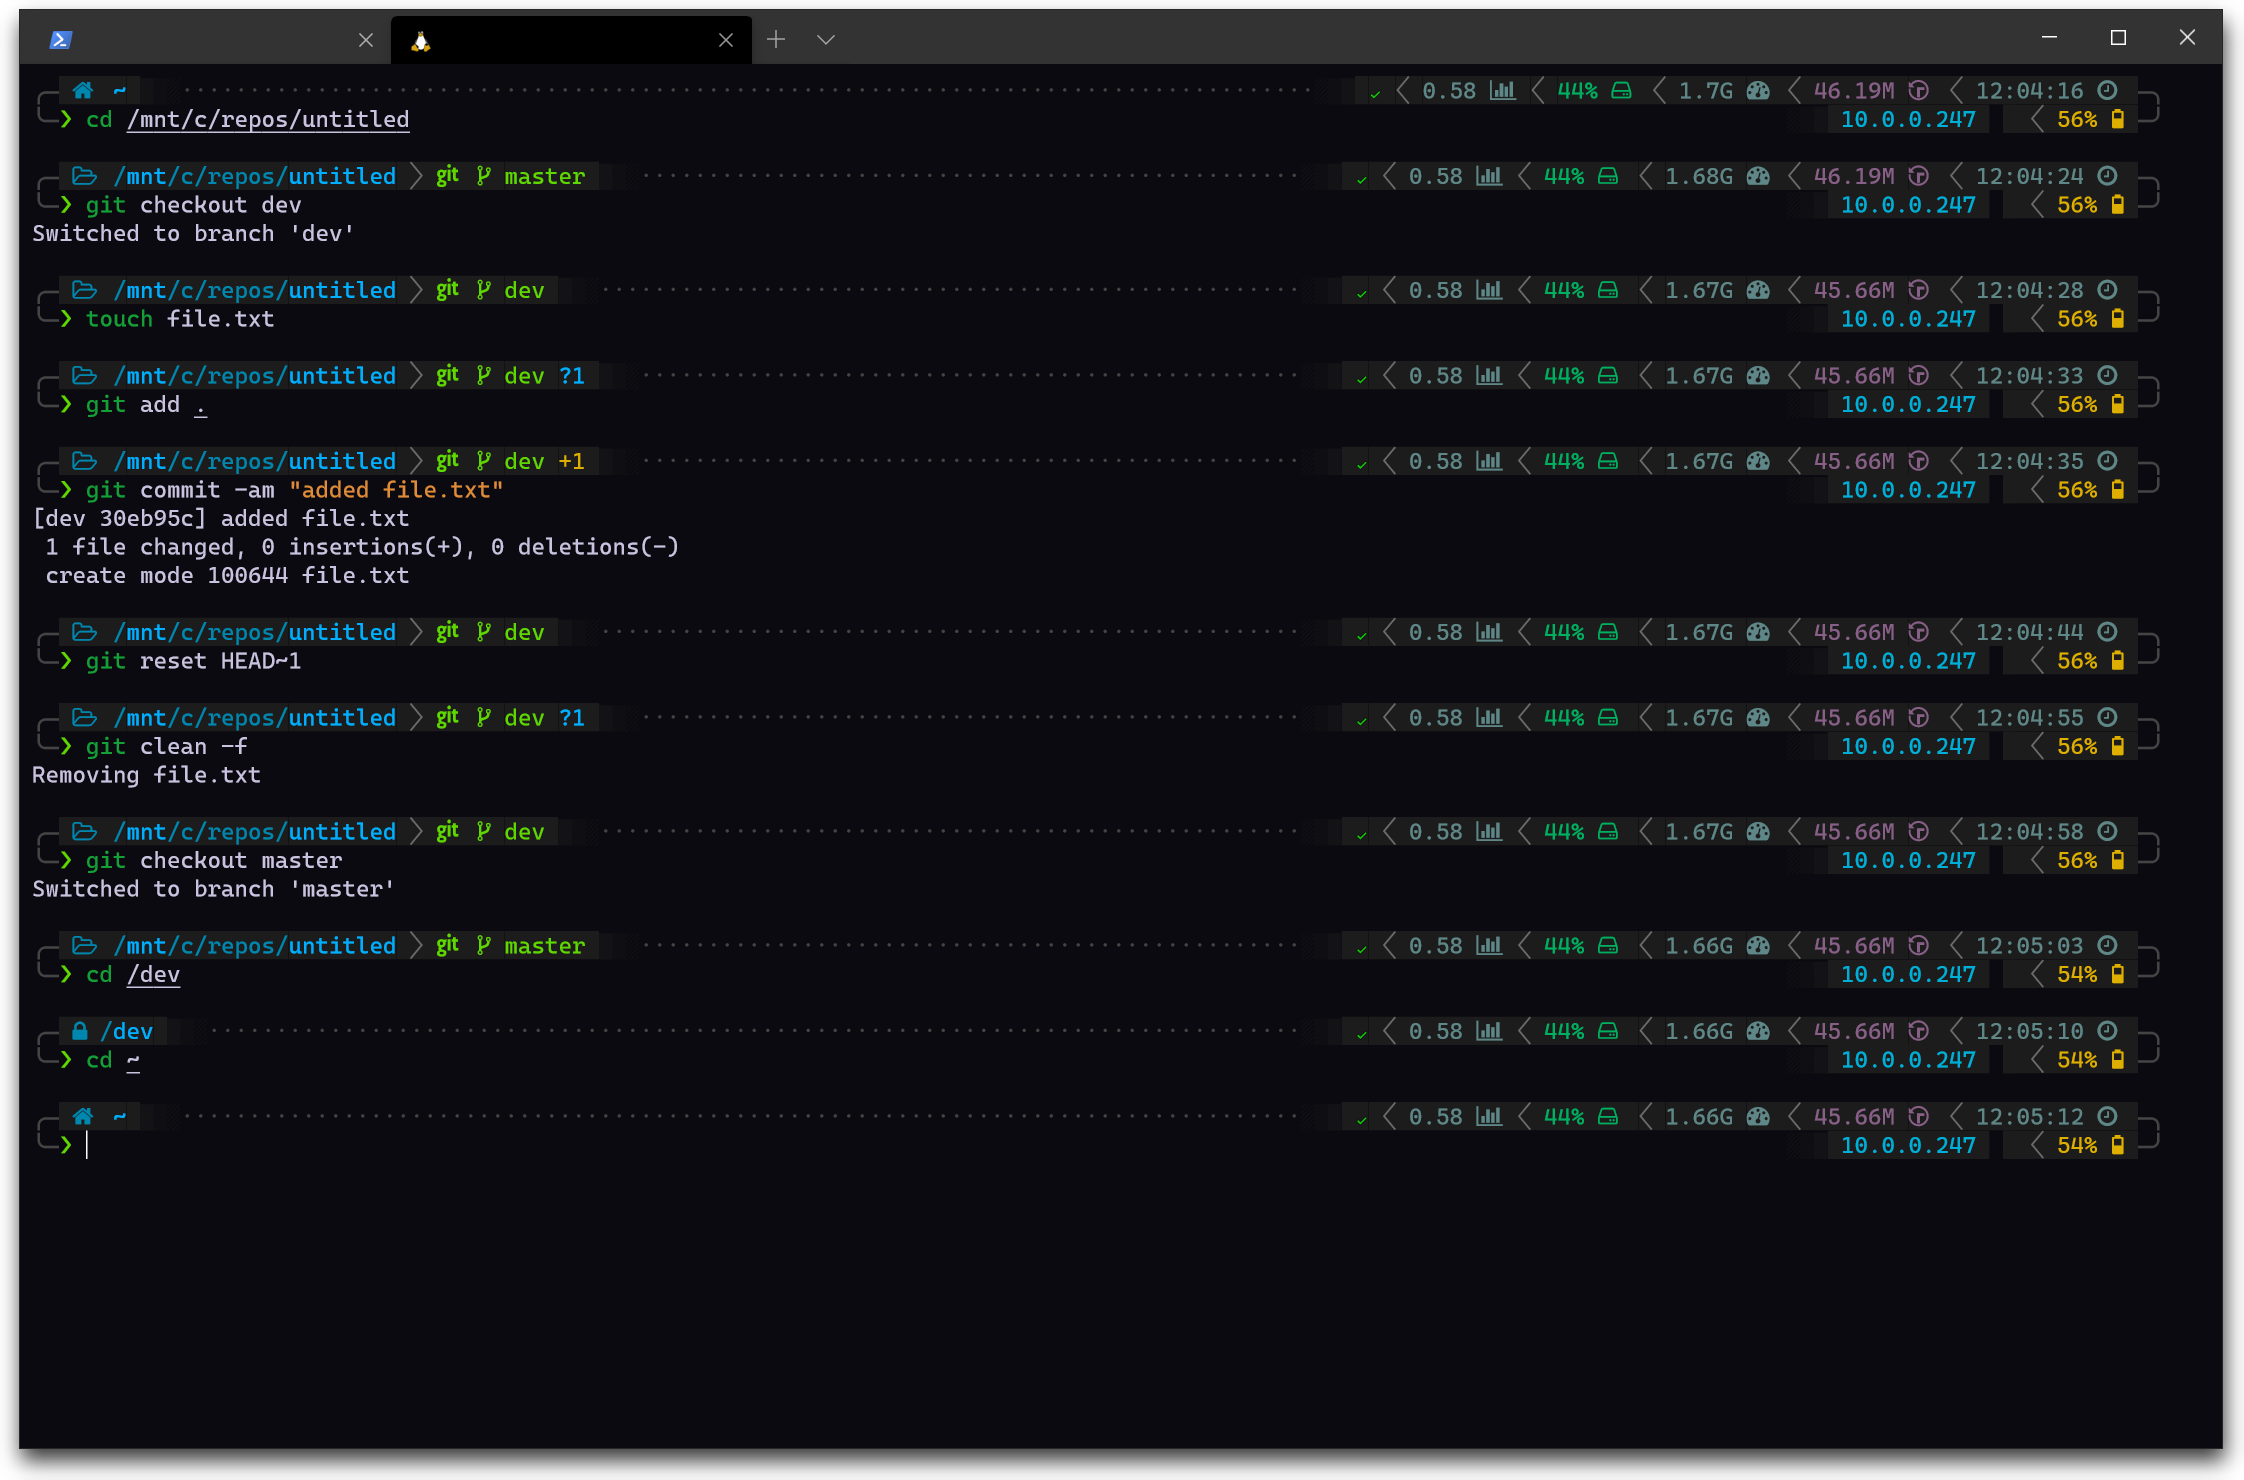 ~ ✓ 0.58 44% 1.7G 46.19M 12:04:16
❯ cd /mnt/c/repos/untitled 10.0.0.247 56%
/mnt/c/repos/untitled git master ✓ 0.58 44% 1.68G 46.19M 12:04:24
❯ git checkout dev 10.0.0.247 56%
Switched to branch 'dev'
/mnt/c/repos/untitled git dev ✓ 0.58 44% 1.67G 45.66M 12:04:28
❯ touch file.txt 10.0.0.247 56%
/mnt/c/repos/untitled git dev ?1 ✓ 0.58 44% 1.67G 45.66M 12:04:33
❯ git add . 10.0.0.247 56%
/mnt/c/repos/untitled git dev +1 ✓ 0.58 44% 1.67G 45.66M 12:04:35
❯ git commit -am "added file.txt" 10.0.0.247 56%
[dev 30eb95c] added file.txt
1 file changed, 0 insertions(+), 0 deletions(-)
create mode 100644 file.txt
/mnt/c/repos/untitled git dev ✓ 0.58 44% 1.67G 45.66M 12:04:44
❯ git reset HEAD~1 10.0.0.247 56%
/mnt/c/repos/untitled git dev ?1 ✓ 0.58 44% 1.67G 45.66M 12:04:55
❯ git clean -f 10.0.0.247 56%
Removing file.txt
/mnt/c/repos/untitled git dev ✓ 0.58 44% 1.67G 45.66M 12:04:58
❯ git checkout master 10.0.0.247 56%
Switched to branch 'master'
/mnt/c/repos/untitled git master ✓ 0.58 44% 1.66G 45.66M 12:05:03
❯ cd /dev 10.0.0.247 54%
/dev ✓ 0.58 44% 1.66G 45.66M 12:05:10
❯ cd ~ 10.0.0.247 54%
~ ✓ 0.58 44% 1.66G 45.66M 12:05:12
❯ 10.0.0.247 54%